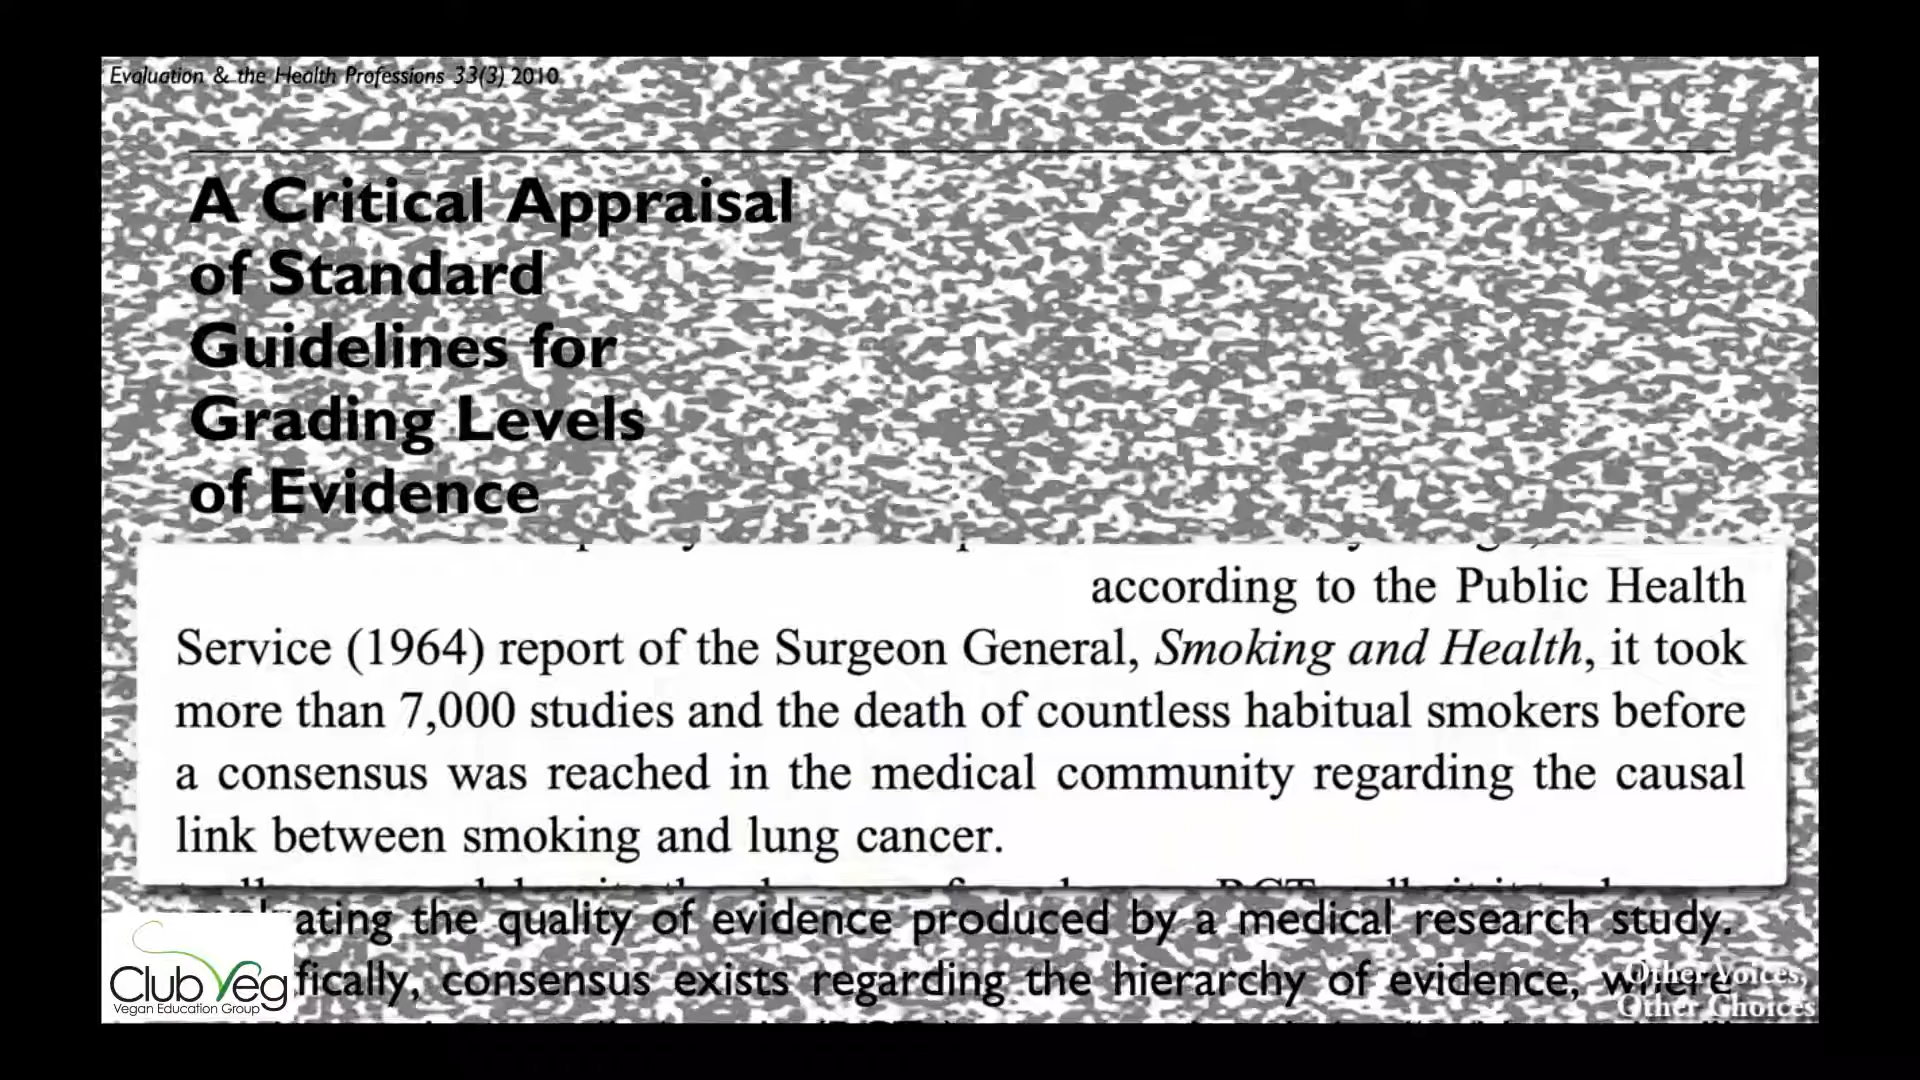 Evaluation & the Health Professions 33(3) 2010
A Critical Appraisal
of Standard
Guidelines for
Grading Levels
of Evidence
according to the Public Health
Service (1964) report of the Surgeon General, Smoking and Health, it took
more than 7,000 studies and the death of countless habitual smokers before
a consensus was reached in the medical community regarding the causal
link between smoking and lung cancer.
ating the quality of evidence produced by a medical research study.
fically, consensus exists regarding the hierarchy of evidence, where
Club Veg
Vegan Education Group
Other Voices,
Other Choices